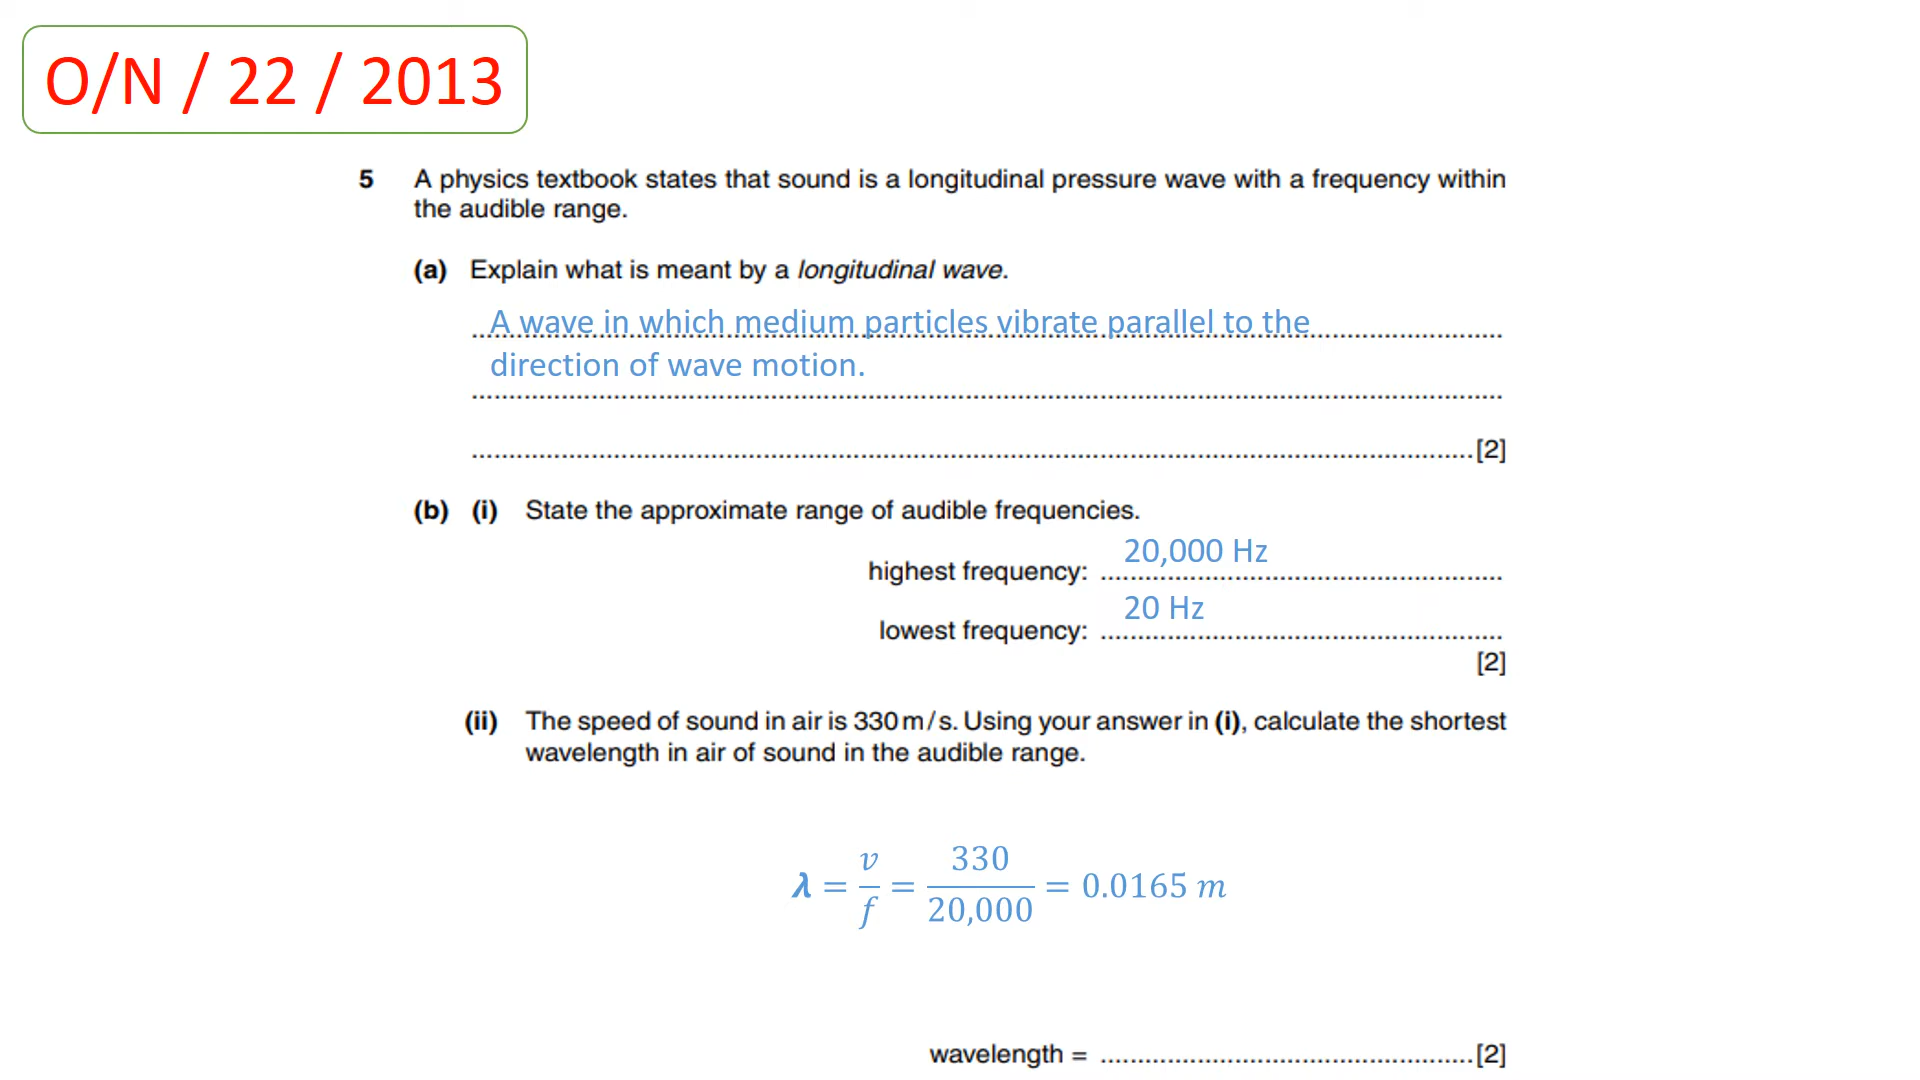 O/N / 22 / 2013
5 A physics textbook states that sound is a longitudinal pressure wave with a frequency within
the audible range.
(a) Explain what is meant by a longitudinal wave.
A wave in which medium particles vibrate parallel to the
direction of wave motion.
[2]
(b) (i) State the approximate range of audible frequencies.
highest frequency: 20,000 Hz
lowest frequency: 20 Hz
[2]
(ii) The speed of sound in air is 330 m/s. Using your answer in (i), calculate the shortest
wavelength in air of sound in the audible range.
λ = v/f = 330/20,000 = 0.0165 m
wavelength = [2]